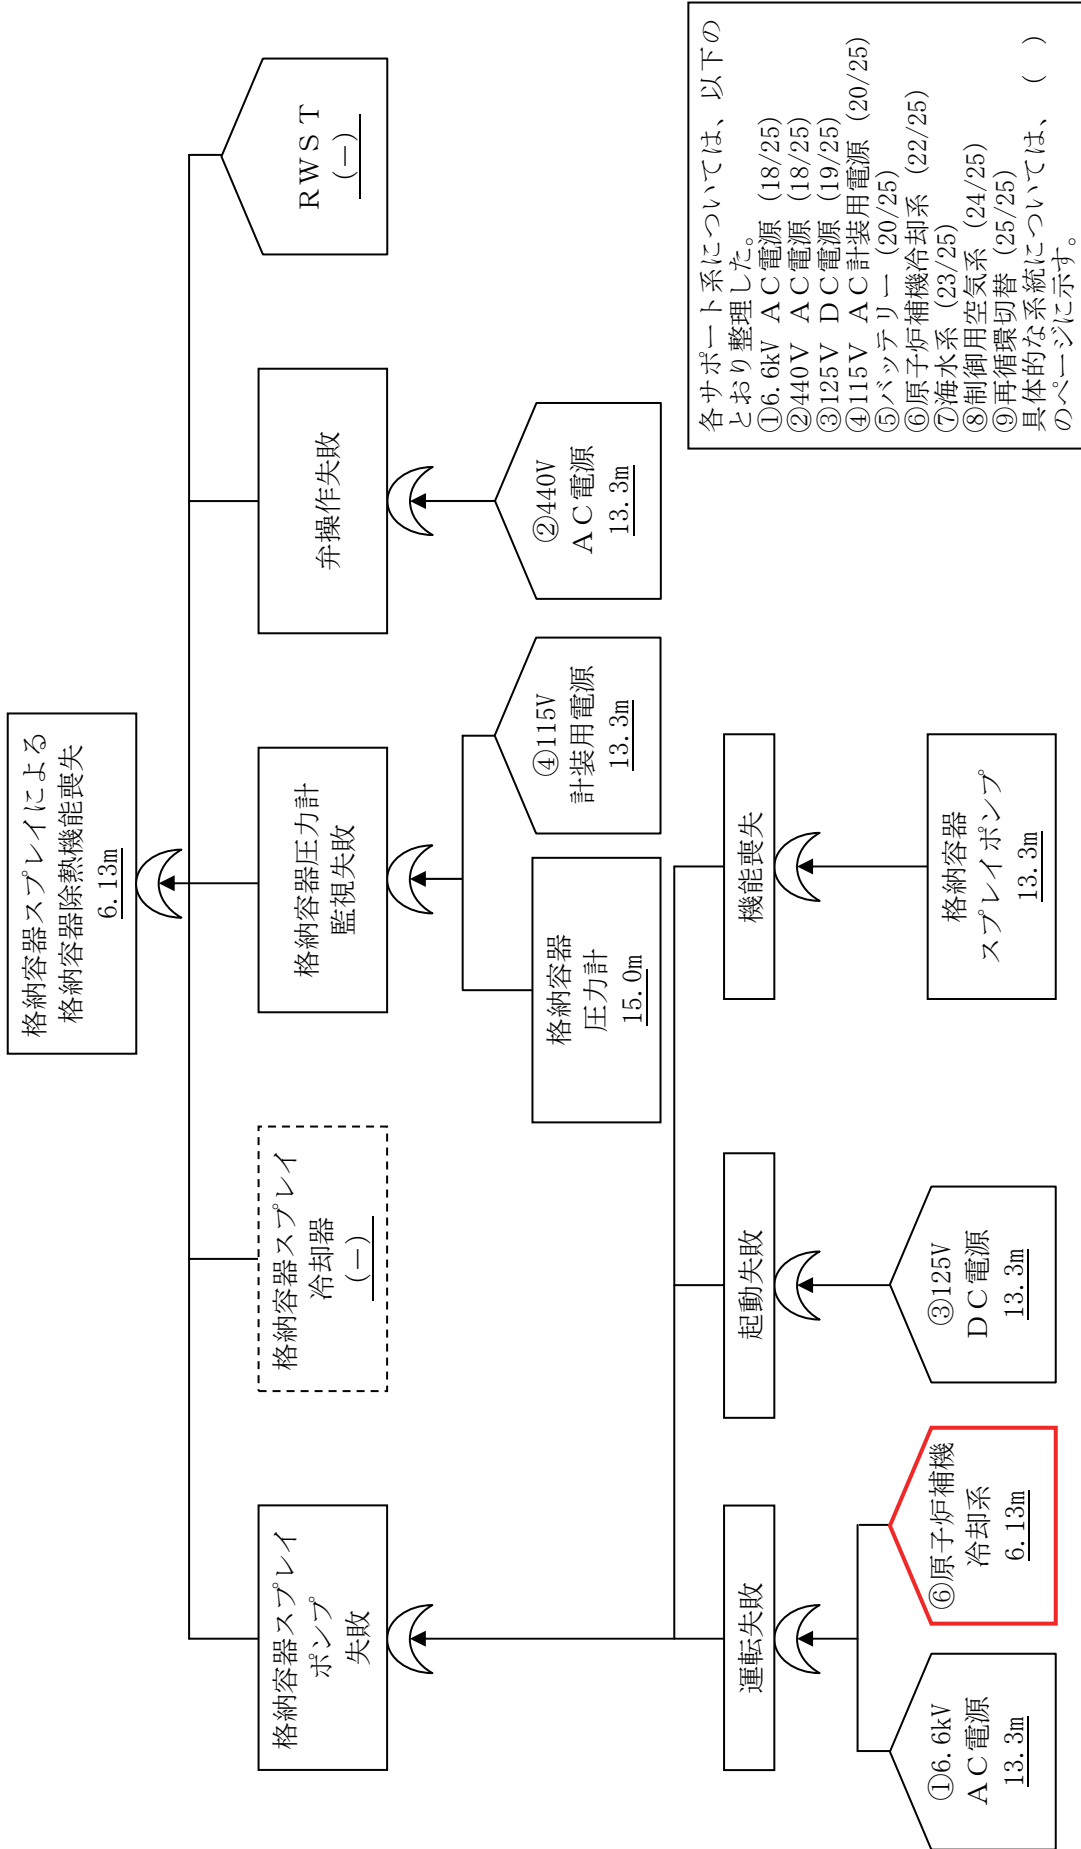 格納容器スプレイによる
格納容器除熱機能喪失
6.13m
格納容器スプレイ
ポンプ
失敗
格納容器スプレイ
冷却器
(－)
格納容器圧力計
監視失敗
弁操作失敗
RWST
(－)
格納容器
圧力計
15.0m
④115V
計装用電源
13.3m
②440V
AC電源
13.3m
運転失敗
起動失敗
機能喪失
①6.6kV
AC電源
13.3m
⑥原子炉補機
冷却系
6.13m
③125V
DC電源
13.3m
格納容器
スプレイポンプ
13.3m
各サポート系については、以下の
とおり整理した。
①6.6kV AC電源 (18/25)
②440V AC電源 (18/25)
③125V DC電源 (19/25)
④115V AC計装用電源 (20/25)
⑤バッテリー (20/25)
⑥原子炉補機冷却系 (22/25)
⑦海水系 (23/25)
⑧制御用空気系 (24/25)
⑨再循環切替 (25/25)
具体的な系統については、( )
のページに示す。